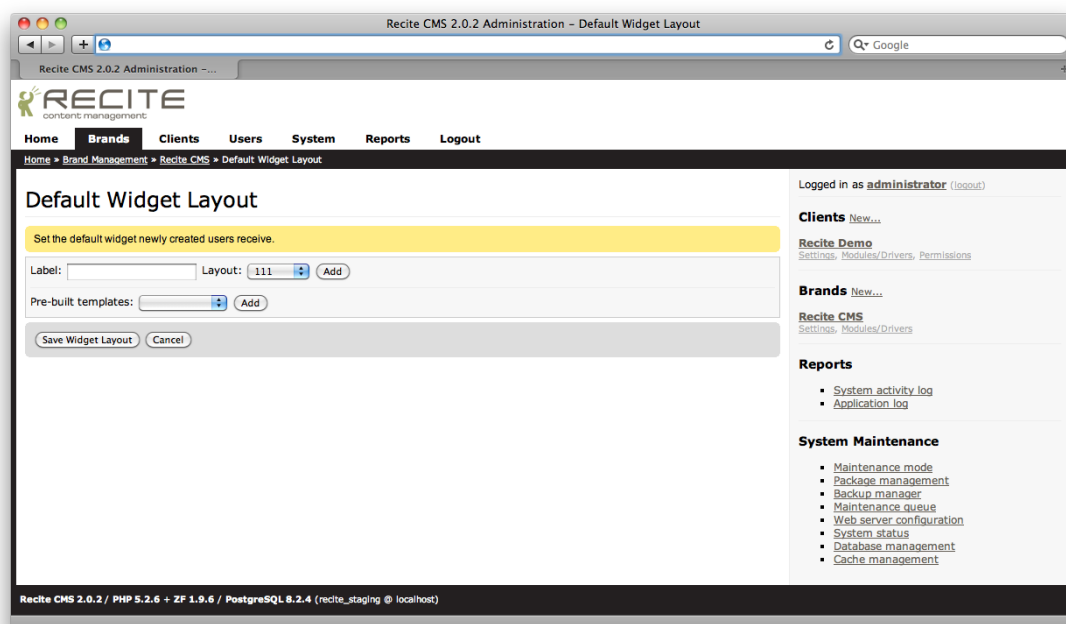 Recite CMS 2.0.2 Administration – Default Widget Layout
Google
Recite CMS 2.0.2 Administration –...
RECITE
content management
Home Brands Clients Users System Reports Logout
Home » Brand Management » Recite CMS » Default Widget Layout
Logged in as administrator (logout)
Default Widget Layout
Set the default widget newly created users receive.
Label: Layout: 111 Add
Pre-built templates: Add
Save Widget Layout Cancel
Clients New...
Recite Demo
Settings, Modules/Drivers, Permissions
Brands New...
Recite CMS
Settings, Modules/Drivers
Reports
System activity log
Application log
System Maintenance
Maintenance mode
Package management
Backup manager
Maintenance queue
Web server configuration
System status
Database management
Cache management
Recite CMS 2.0.2 / PHP 5.2.6 + ZF 1.9.6 / PostgreSQL 8.2.4 (recite_staging @ localhost)